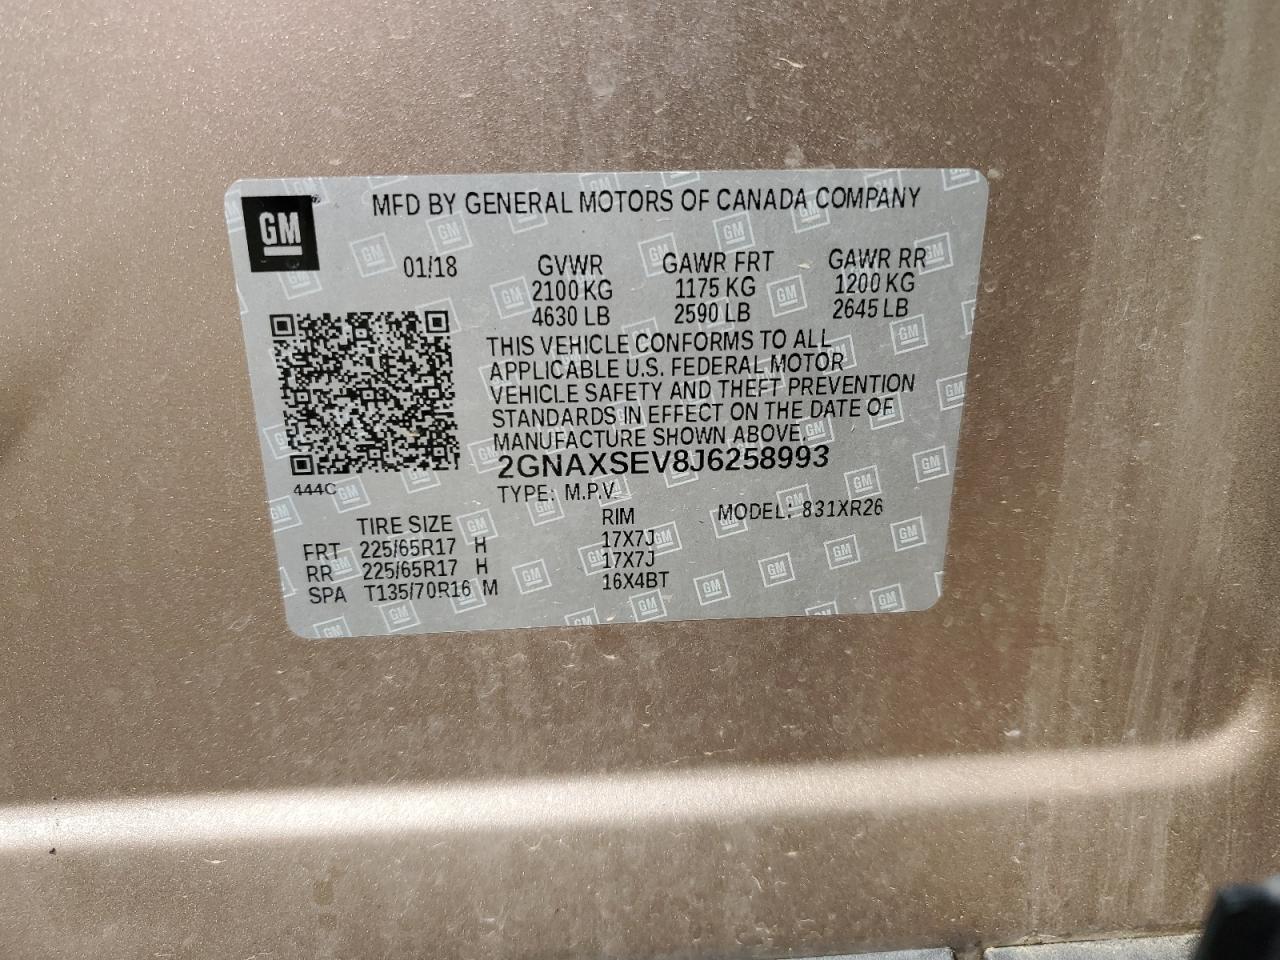 GM
MFD BY GENERAL MOTORS OF CANADA COMPANY
01/18 GVWR GAWR FRT GAWR RR
2100 KG 1175 KG 1200 KG
4630 LB 2590 LB 2645 LB
THIS VEHICLE CONFORMS TO ALL
APPLICABLE U.S. FEDERAL MOTOR
VEHICLE SAFETY AND THEFT PREVENTION
STANDARDS IN EFFECT ON THE DATE OF
MANUFACTURE SHOWN ABOVE.
2GNAXSEV8J6258993
444C
TYPE: M.P.V. MODEL: 831XR26
TIRE SIZE RIM
FRT 225/65R17 H 17X7J
RR 225/65R17 H 17X7J
SPA T135/70R16 M 16X4BT